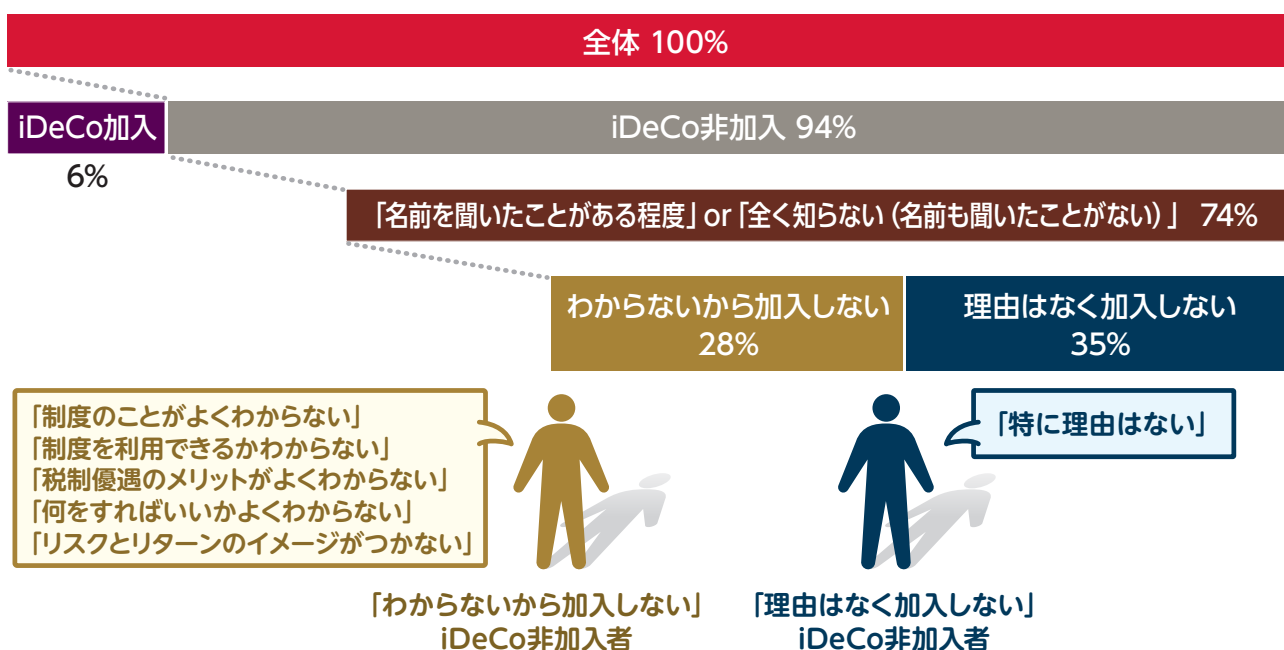 全体 100%
iDeCo加入
iDeCo非加入 94%
6%
「名前を聞いたことがある程度」or「全く知らない（名前も聞いたことがない）」 74%
わからないから加入しない
28%
理由はなく加入しない
35%
「制度のことがよくわからない」
「制度を利用できるかわからない」
「税制優遇のメリットがよくわからない」
「何をすればいいかよくわからない」
「リスクとリターンのイメージがつかない」
「特に理由はない」
「わからないから加入しない」
iDeCo非加入者
「理由はなく加入しない」
iDeCo非加入者